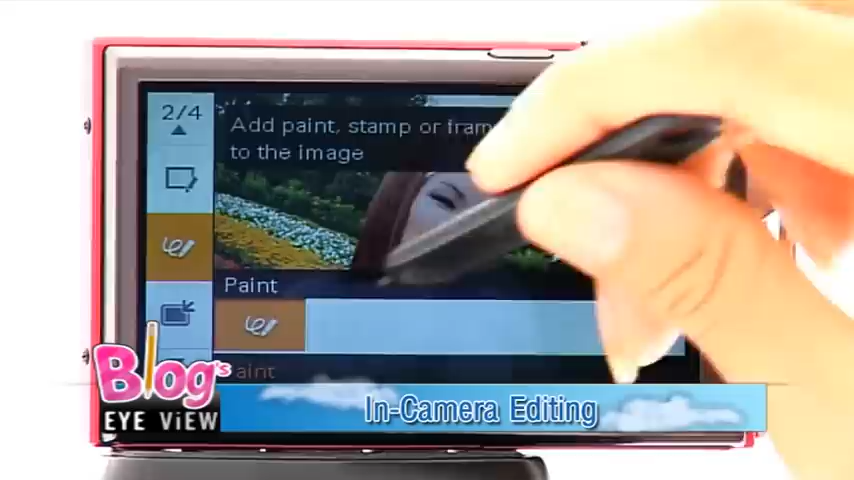 2/4
Add paint, stamp or fram
to the image
Paint
aint
Blog's
EYE ViEW
In-Camera Editing